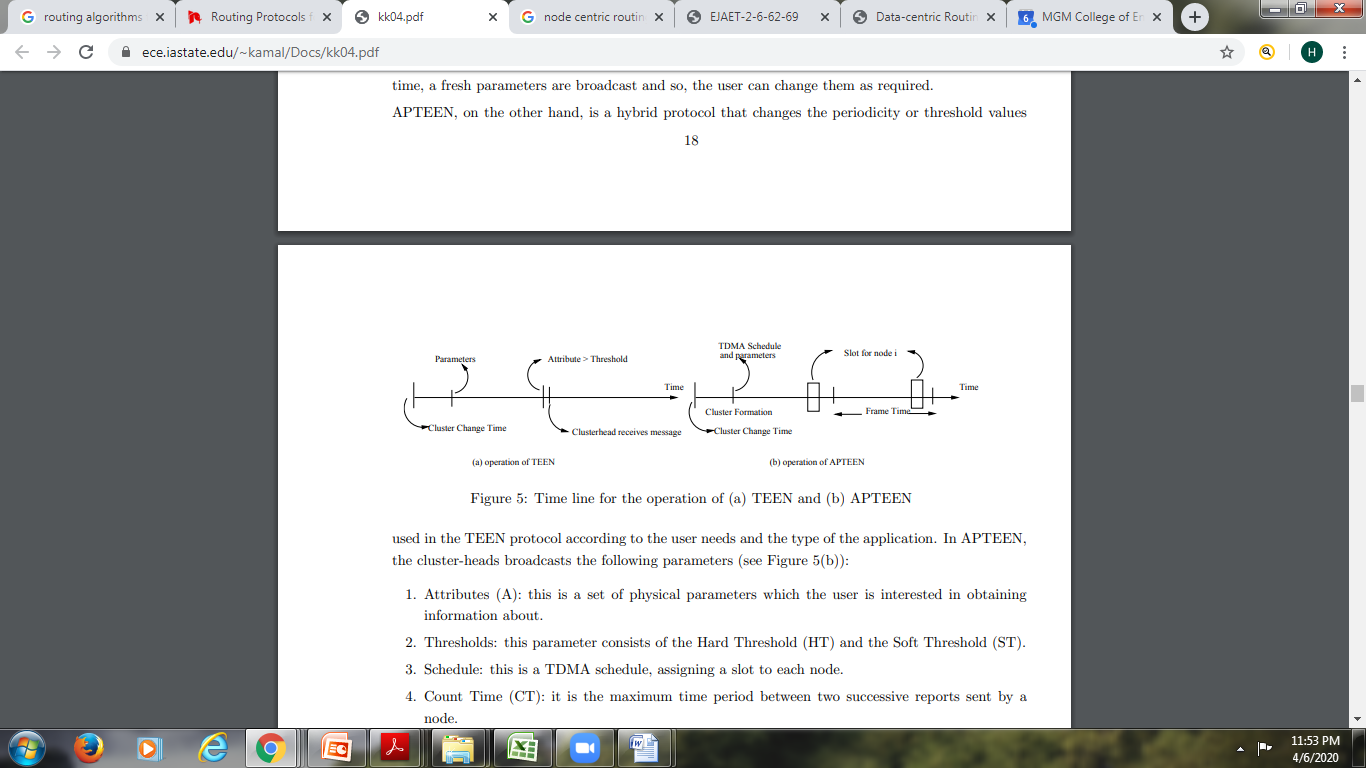 routing algorithms
Routing Protocols f
kk04.pdf
node centric routin
EJAET-2-6-62-69
Data-centric Routin
MGM College of En
ece.iastate.edu/~kamal/Docs/kk04.pdf
H
time, a fresh parameters are broadcast and so, the user can change them as required.
APTEEN, on the other hand, is a hybrid protocol that changes the periodicity or threshold values
18
Parameters
Attribute > Threshold
Time
Cluster Change Time
Clusterhead receives message
(a) operation of TEEN
TDMA Schedule
and parameters
Slot for node i
Time
Cluster Formation
Frame Time
Cluster Change Time
(b) operation of APTEEN
Figure 5: Time line for the operation of (a) TEEN and (b) APTEEN
used in the TEEN protocol according to the user needs and the type of the application. In APTEEN,
the cluster-heads broadcasts the following parameters (see Figure 5(b)):
1. Attributes (A): this is a set of physical parameters which the user is interested in obtaining
information about.
2. Thresholds: this parameter consists of the Hard Threshold (HT) and the Soft Threshold (ST).
3. Schedule: this is a TDMA schedule, assigning a slot to each node.
4. Count Time (CT): it is the maximum time period between two successive reports sent by a
node.
11:53 PM
4/6/2020